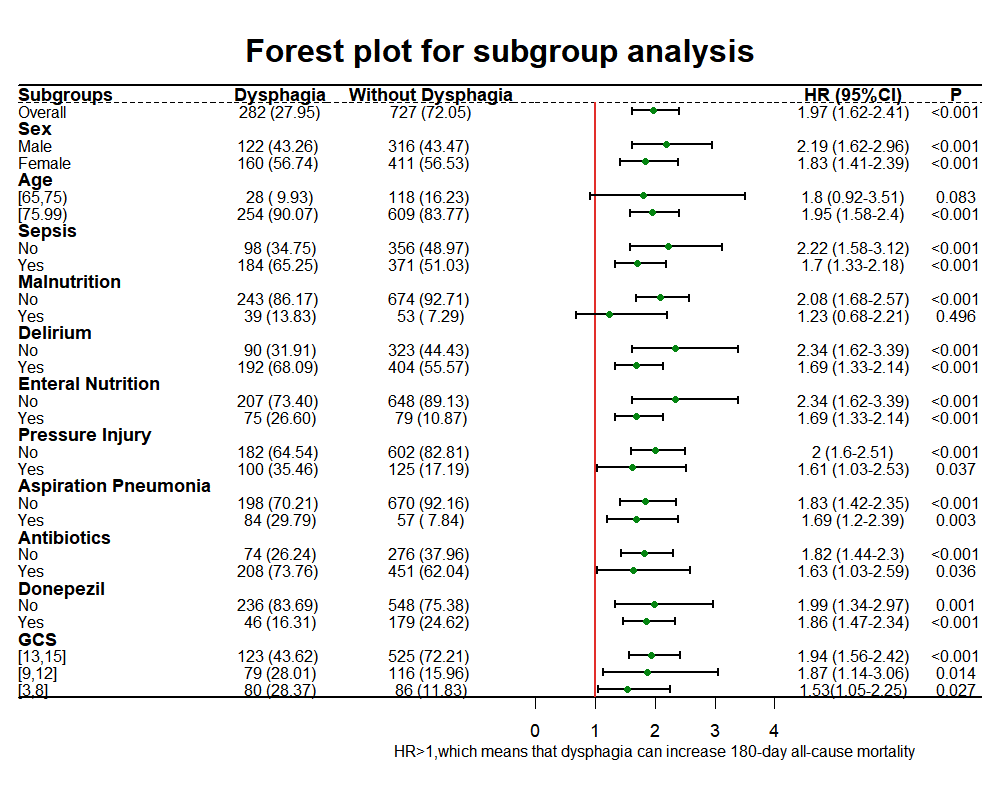 Forest plot for subgroup analysis
Subgroups Dysphagia Without Dysphagia HR (95%CI) P
Overall 282 (27.95) 727 (72.05) 1.97 (1.62-2.41) <0.001
Sex
Male 122 (43.26) 316 (43.47) 2.19 (1.62-2.96) <0.001
Female 160 (56.74) 411 (56.53) 1.83 (1.41-2.39) <0.001
Age
[65,75) 28 ( 9.93) 118 (16.23) 1.8 (0.92-3.51) 0.083
[75.99) 254 (90.07) 609 (83.77) 1.95 (1.58-2.4) <0.001
Sepsis
No 98 (34.75) 356 (48.97) 2.22 (1.58-3.12) <0.001
Yes 184 (65.25) 371 (51.03) 1.7 (1.33-2.18) <0.001
Malnutrition
No 243 (86.17) 674 (92.71) 2.08 (1.68-2.57) <0.001
Yes 39 (13.83) 53 ( 7.29) 1.23 (0.68-2.21) 0.496
Delirium
No 90 (31.91) 323 (44.43) 2.34 (1.62-3.39) <0.001
Yes 192 (68.09) 404 (55.57) 1.69 (1.33-2.14) <0.001
Enteral Nutrition
No 207 (73.40) 648 (89.13) 2.34 (1.62-3.39) <0.001
Yes 75 (26.60) 79 (10.87) 1.69 (1.33-2.14) <0.001
Pressure Injury
No 182 (64.54) 602 (82.81) 2 (1.6-2.51) <0.001
Yes 100 (35.46) 125 (17.19) 1.61 (1.03-2.53) 0.037
Aspiration Pneumonia
No 198 (70.21) 670 (92.16) 1.83 (1.42-2.35) <0.001
Yes 84 (29.79) 57 ( 7.84) 1.69 (1.2-2.39) 0.003
Antibiotics
No 74 (26.24) 276 (37.96) 1.82 (1.44-2.3) <0.001
Yes 208 (73.76) 451 (62.04) 1.63 (1.03-2.59) 0.036
Donepezil
No 236 (83.69) 548 (75.38) 1.99 (1.34-2.97) 0.001
Yes 46 (16.31) 179 (24.62) 1.86 (1.47-2.34) <0.001
GCS
[13,15] 123 (43.62) 525 (72.21) 1.94 (1.56-2.42) <0.001
[9,12] 79 (28.01) 116 (15.96) 1.87 (1.14-3.06) 0.014
[3,8] 80 (28.37) 86 (11.83) 1.53(1.05-2.25) 0.027
0 1 2 3 4
HR>1,which means that dysphagia can increase 180-day all-cause mortality